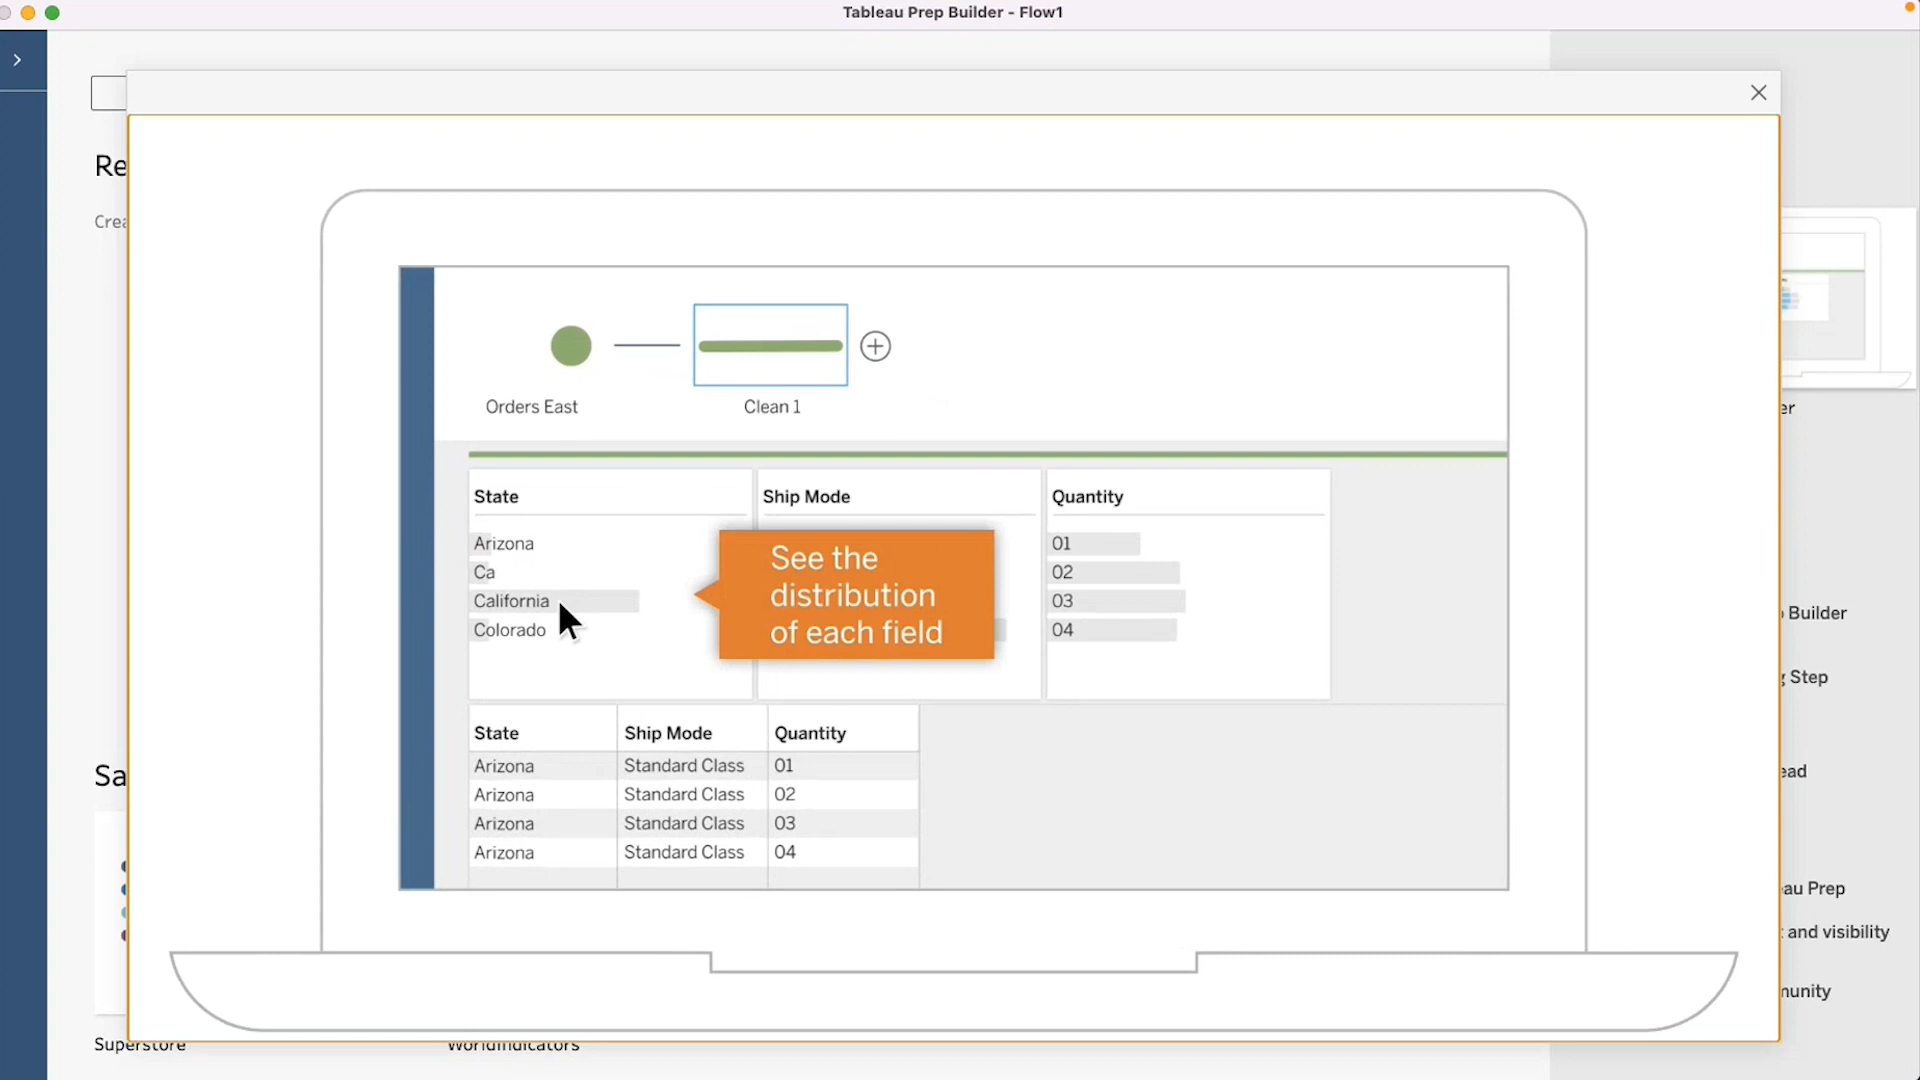 Tableau Prep Builder - Flow1
Re
Crea
Orders East
Clean 1
State
Ship Mode
Quantity
Arizona
Ca
California
Colorado
See the
distribution
of each field
01
02
03
04
State Ship Mode Quantity
Arizona Standard Class 01
Arizona Standard Class 02
Arizona Standard Class 03
Arizona Standard Class 04
er
Builder
Step
ead
au Prep
and visibility
munity
Sa
Superstore
WorldIndicators